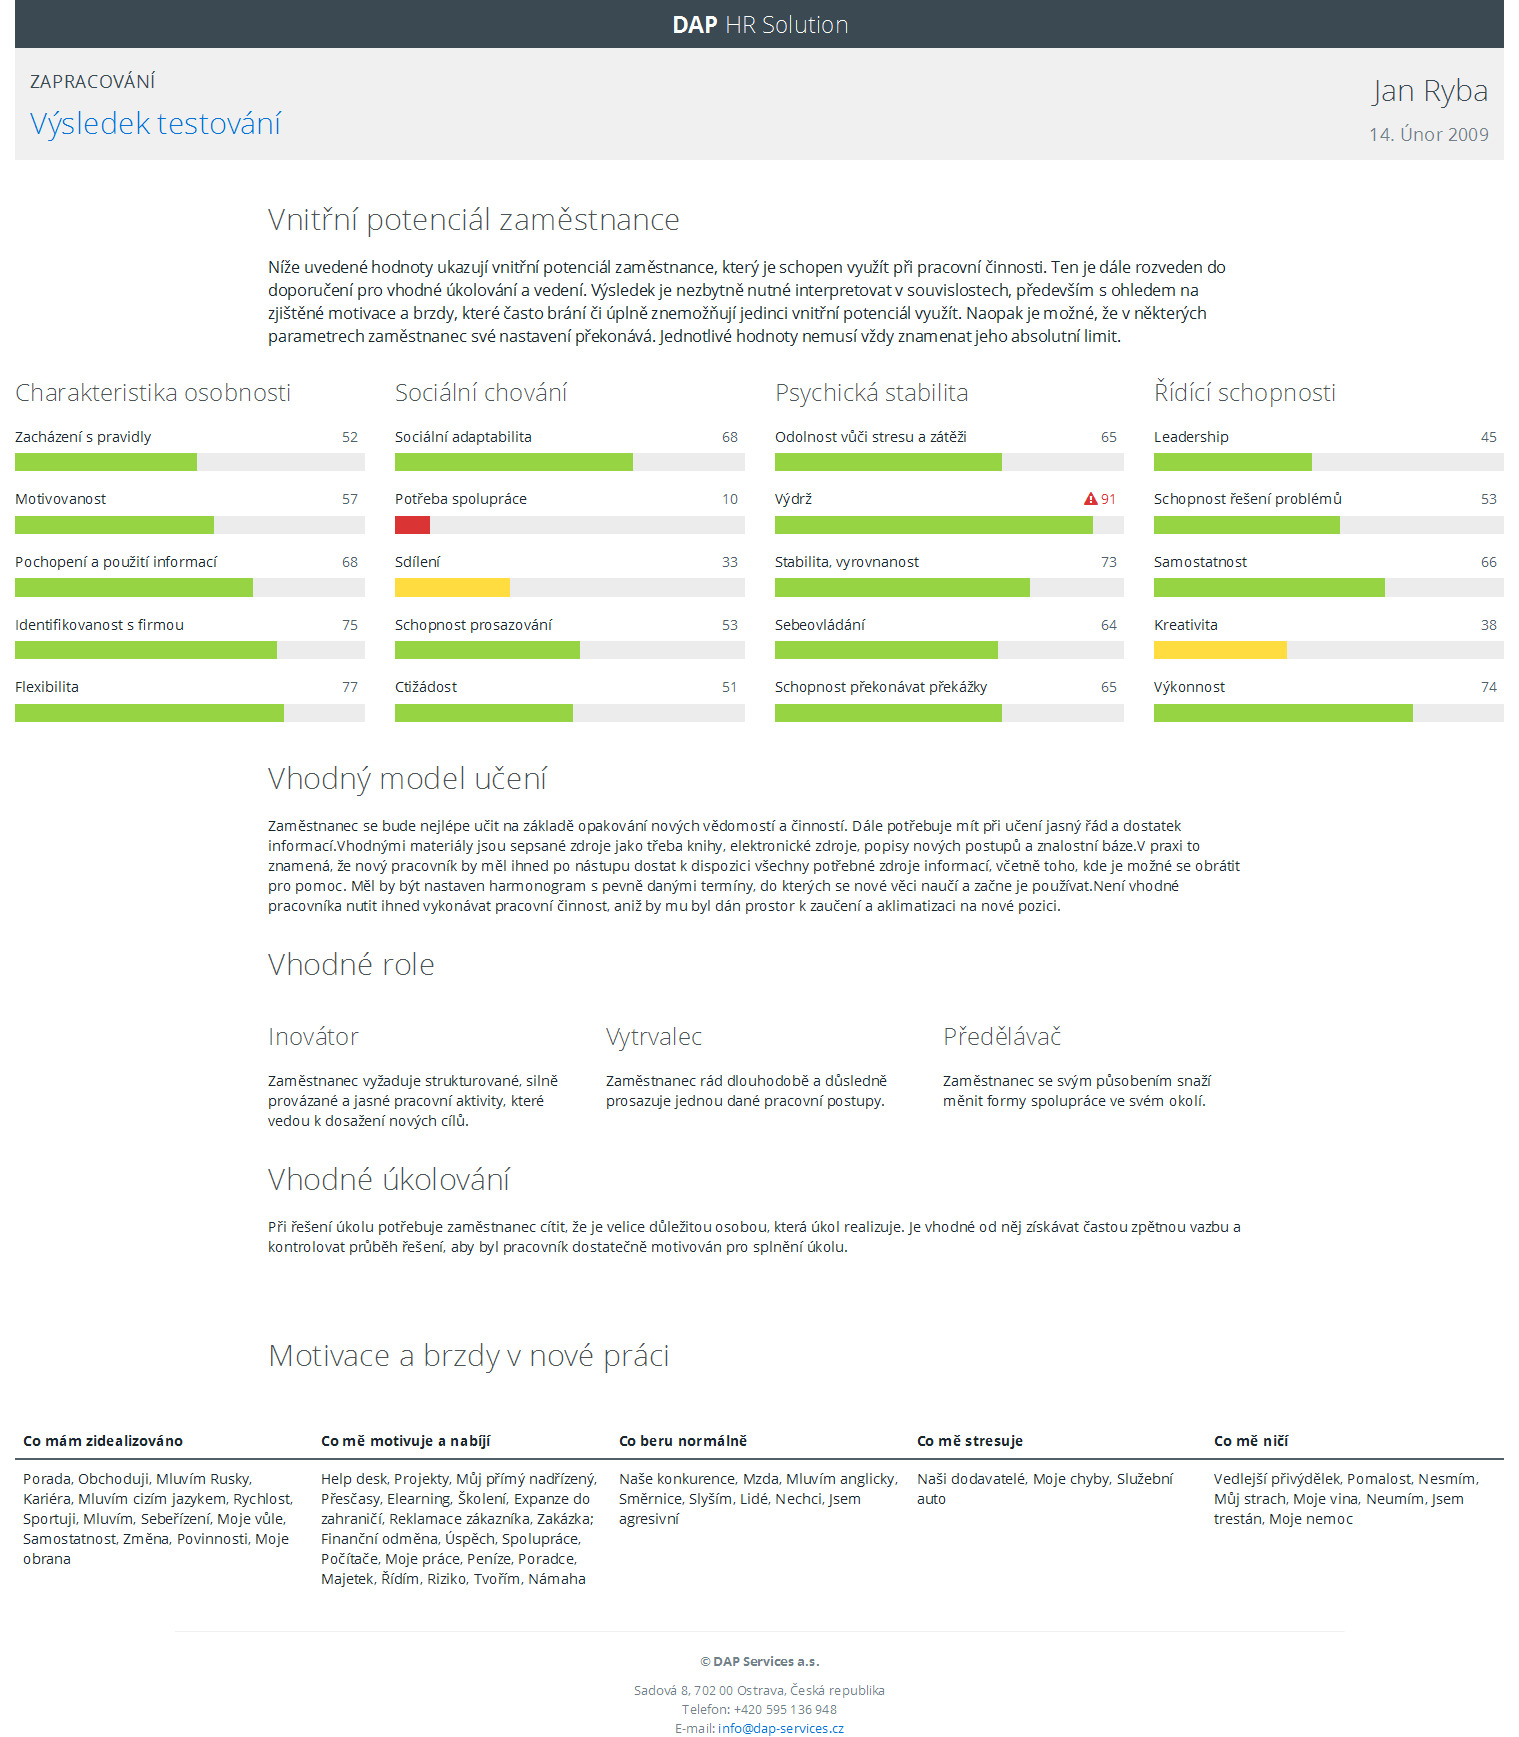 DAP HR Solution
ZAPRACOVÁNÍ
Výsledek testování
Jan Ryba
14. Únor 2009
Vnitřní potenciál zaměstnance
Níže uvedené hodnoty ukazují vnitřní potenciál zaměstnance, který je schopen využít při pracovní činnosti. Ten je dále rozveden do
doporučení pro vhodné úkolování a vedení. Výsledek je nezbytně nutné interpretovat v souvislostech, především s ohledem na
zjištěné motivace a brzdy, které často brání či úplně znemožňují jedinci vnitřní potenciál využít. Naopak je možné, že v některých
parametrech zaměstnanec své nastavení překonává. Jednotlivé hodnoty nemusí vždy znamenat jeho absolutní limit.
Charakteristika osobnosti
Zacházení s pravidly 52
Motivovanost 57
Pochopení a použití informací 68
Identifikovanost s firmou 75
Flexibilita 77
Sociální chování
Sociální adaptabilita 68
Potřeba spolupráce 10
Sdílení 33
Schopnost prosazování 53
Ctižádost 51
Psychická stabilita
Odolnost vůči stresu a zátěži 65
Výdrž 91
Stabilita, vyrovnanost 73
Sebeovládání 64
Schopnost překonávat překážky 65
Řídící schopnosti
Leadership 45
Schopnost řešení problémů 53
Samostatnost 66
Kreativita 38
Výkonnost 74
Vhodný model učení
Zaměstnanec se bude nejlépe učit na základě opakování nových vědomostí a činností. Dále potřebuje mít při učení jasný řád a dostatek
informací.Vhodnými materiály jsou sepsané zdroje jako třeba knihy, elektronické zdroje, popisy nových postupů a znalostní báze.V praxi to
znamená, že nový pracovník by měl ihned po nástupu dostat k dispozici všechny potřebné zdroje informací, včetně toho, kde je možné se obrátit
pro pomoc. Měl by být nastaven harmonogram s pevně danými termíny, do kterých se nové věci naučí a začne je používat.Není vhodné
pracovníka nutit ihned vykonávat pracovní činnost, aniž by mu byl dán prostor k zaučení a aklimatizaci na nové pozici.
Vhodné role
Inovátor
Zaměstnanec vyžaduje strukturované, silně
provázané a jasné pracovní aktivity, které
vedou k dosažení nových cílů.
Vytrvalec
Zaměstnanec rád dlouhodobě a důsledně
prosazuje jednou dané pracovní postupy.
Předělávač
Zaměstnanec se svým působením snaží
měnit formy spolupráce ve svém okolí.
Vhodné úkolování
Při řešení úkolu potřebuje zaměstnanec cítit, že je velice důležitou osobou, která úkol realizuje. Je vhodné od něj získávat častou zpětnou vazbu a
kontrolovat průběh řešení, aby byl pracovník dostatečně motivován pro splnění úkolu.
Motivace a brzdy v nové práci
Co mám zidealizováno
Porada, Obchoduji, Mluvím Rusky,
Kariéra, Mluvím cizím jazykem, Rychlost,
Sportuji, Mluvím, Sebeřízení, Moje vůle,
Samostatnost, Změna, Povinnosti, Moje
obrana
Co mě motivuje a nabíjí
Help desk, Projekty, Můj přímý nadřízený,
Přesčasy, Elearning, Školení, Expanze do
zahraničí, Reklamace zákazníka, Zakázka;
Finanční odměna, Úspěch, Spolupráce,
Počítače, Moje práce, Peníze, Poradce,
Majetek, Řídím, Riziko, Tvořím, Námaha
Co beru normálně
Naše konkurence, Mzda, Mluvím anglicky,
Směrnice, Slyším, Lidé, Nechci, Jsem
agresivní
Co mě stresuje
Naši dodavatelé, Moje chyby, Služební
auto
Co mě ničí
Vedlejší přivýdělek, Pomalost, Nesmím,
Můj strach, Moje vina, Neumím, Jsem
trestán, Moje nemoc
© DAP Services a.s.
Sadová 8, 702 00 Ostrava, Česká republika
Telefon: +420 595 136 948
E-mail: info@dap-services.cz